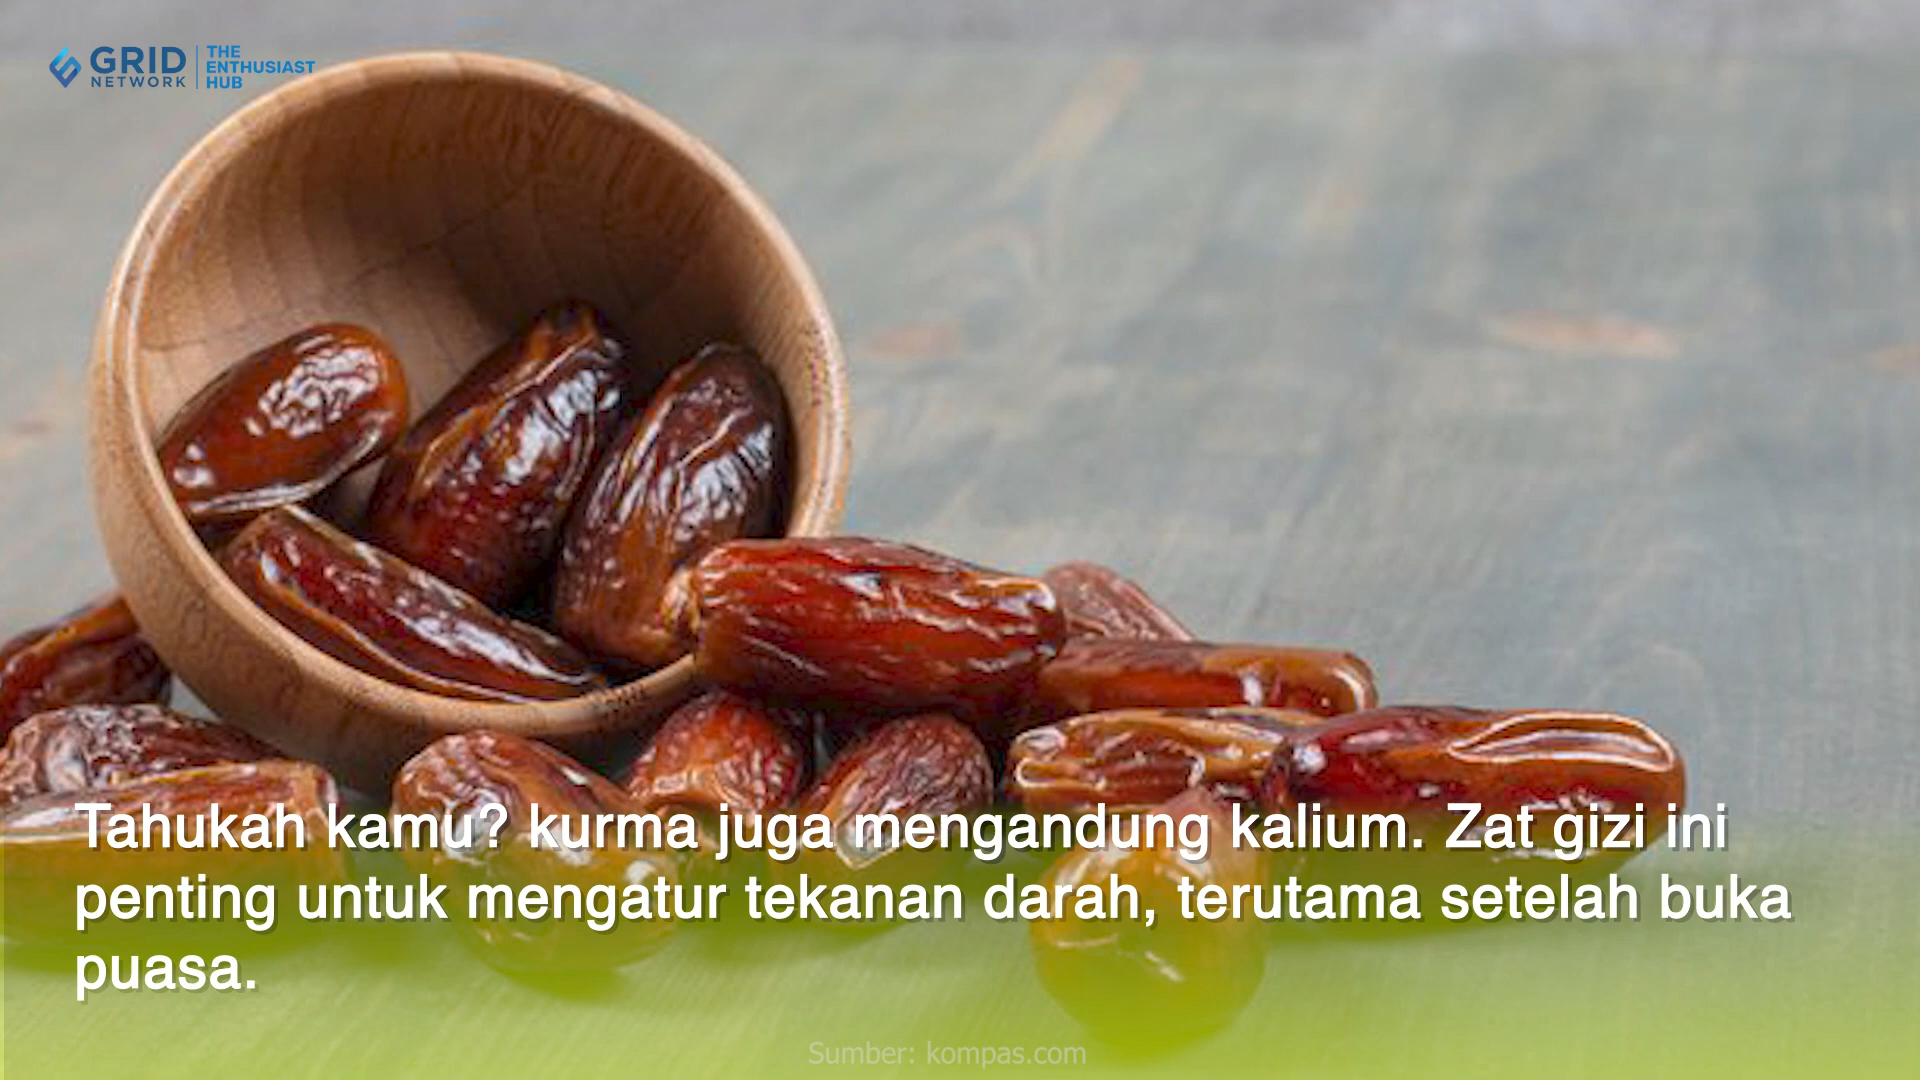 GRID
NETWORK
THE
ENTHUSIAST
HUB
Tahukah kamu? kurma juga mengandung kalium. Zat gizi ini
penting untuk mengatur tekanan darah, terutama setelah buka
puasa.
Sumber: kompas.com